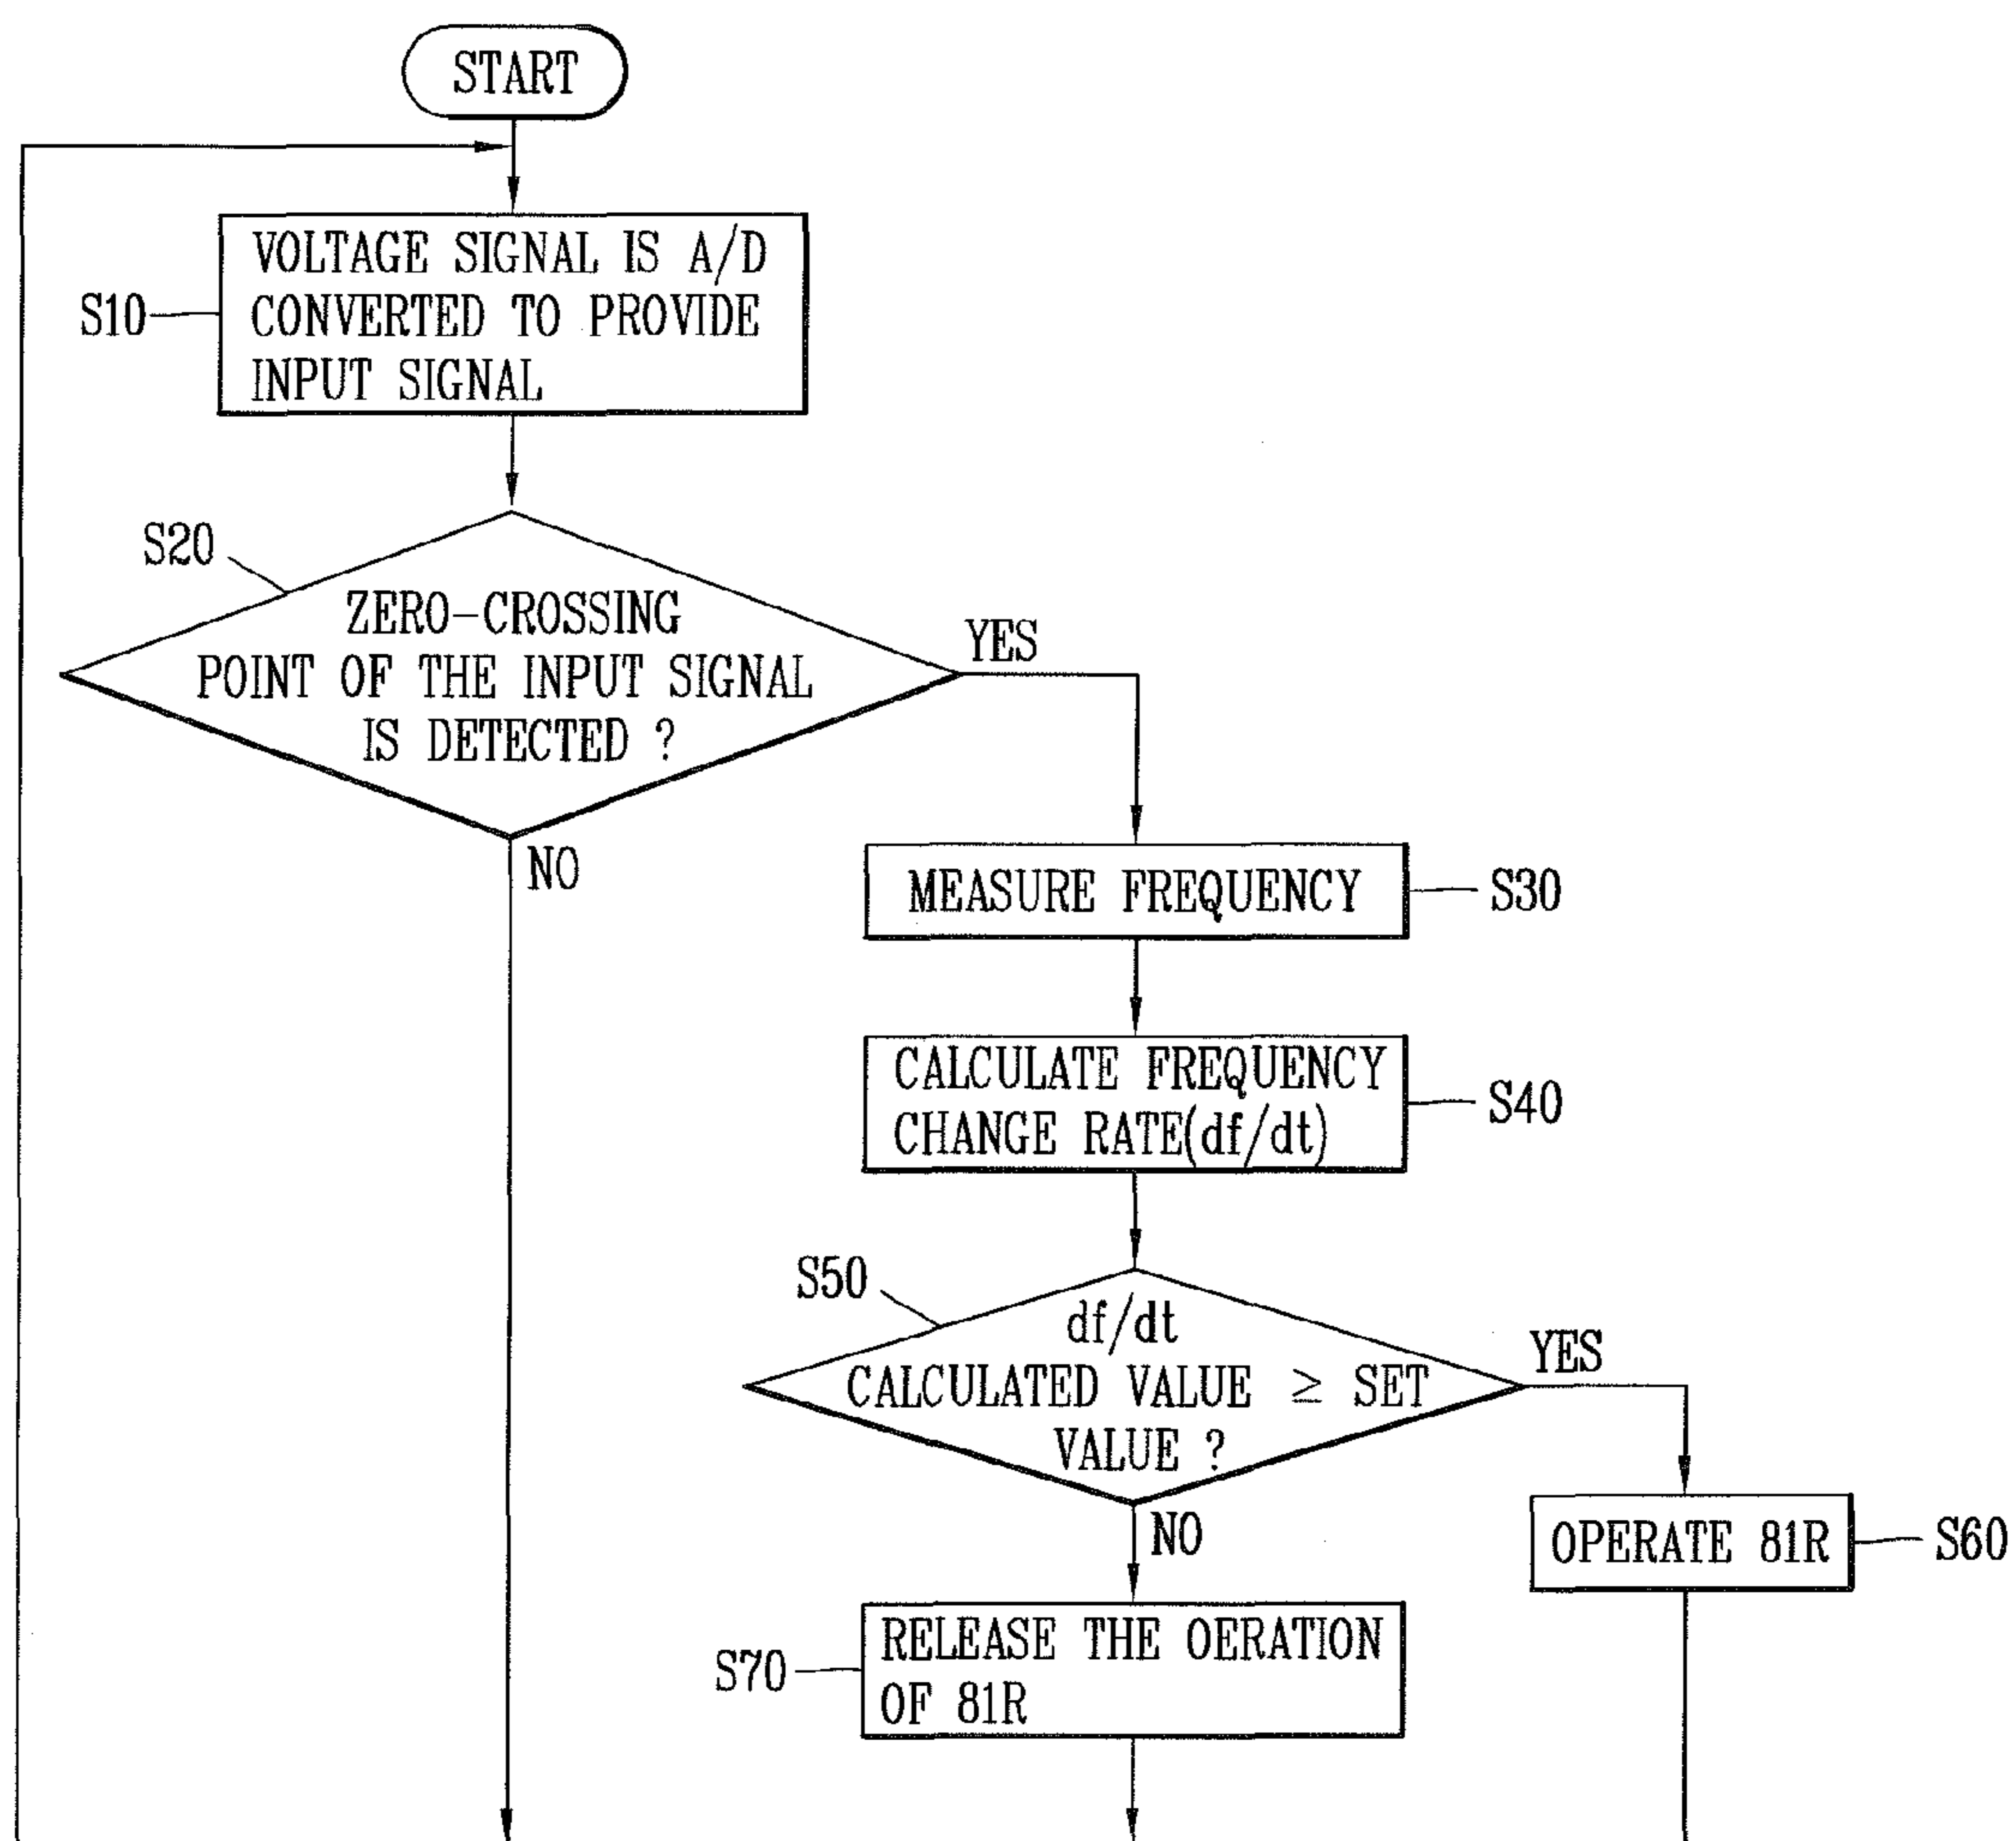 START
VOLTAGE SIGNAL IS A/D
CONVERTED TO PROVIDE
INPUT SIGNAL
S10
S20
ZERO-CROSSING
POINT OF THE INPUT SIGNAL
IS DETECTED ?
YES
NO
MEASURE FREQUENCY
S30
CALCULATE FREQUENCY
CHANGE RATE(df/dt)
S40
S50
df/dt
CALCULATED VALUE ≥ SET
VALUE ?
YES
NO
OPERATE 81R
S60
RELEASE THE OERATION
OF 81R
S70